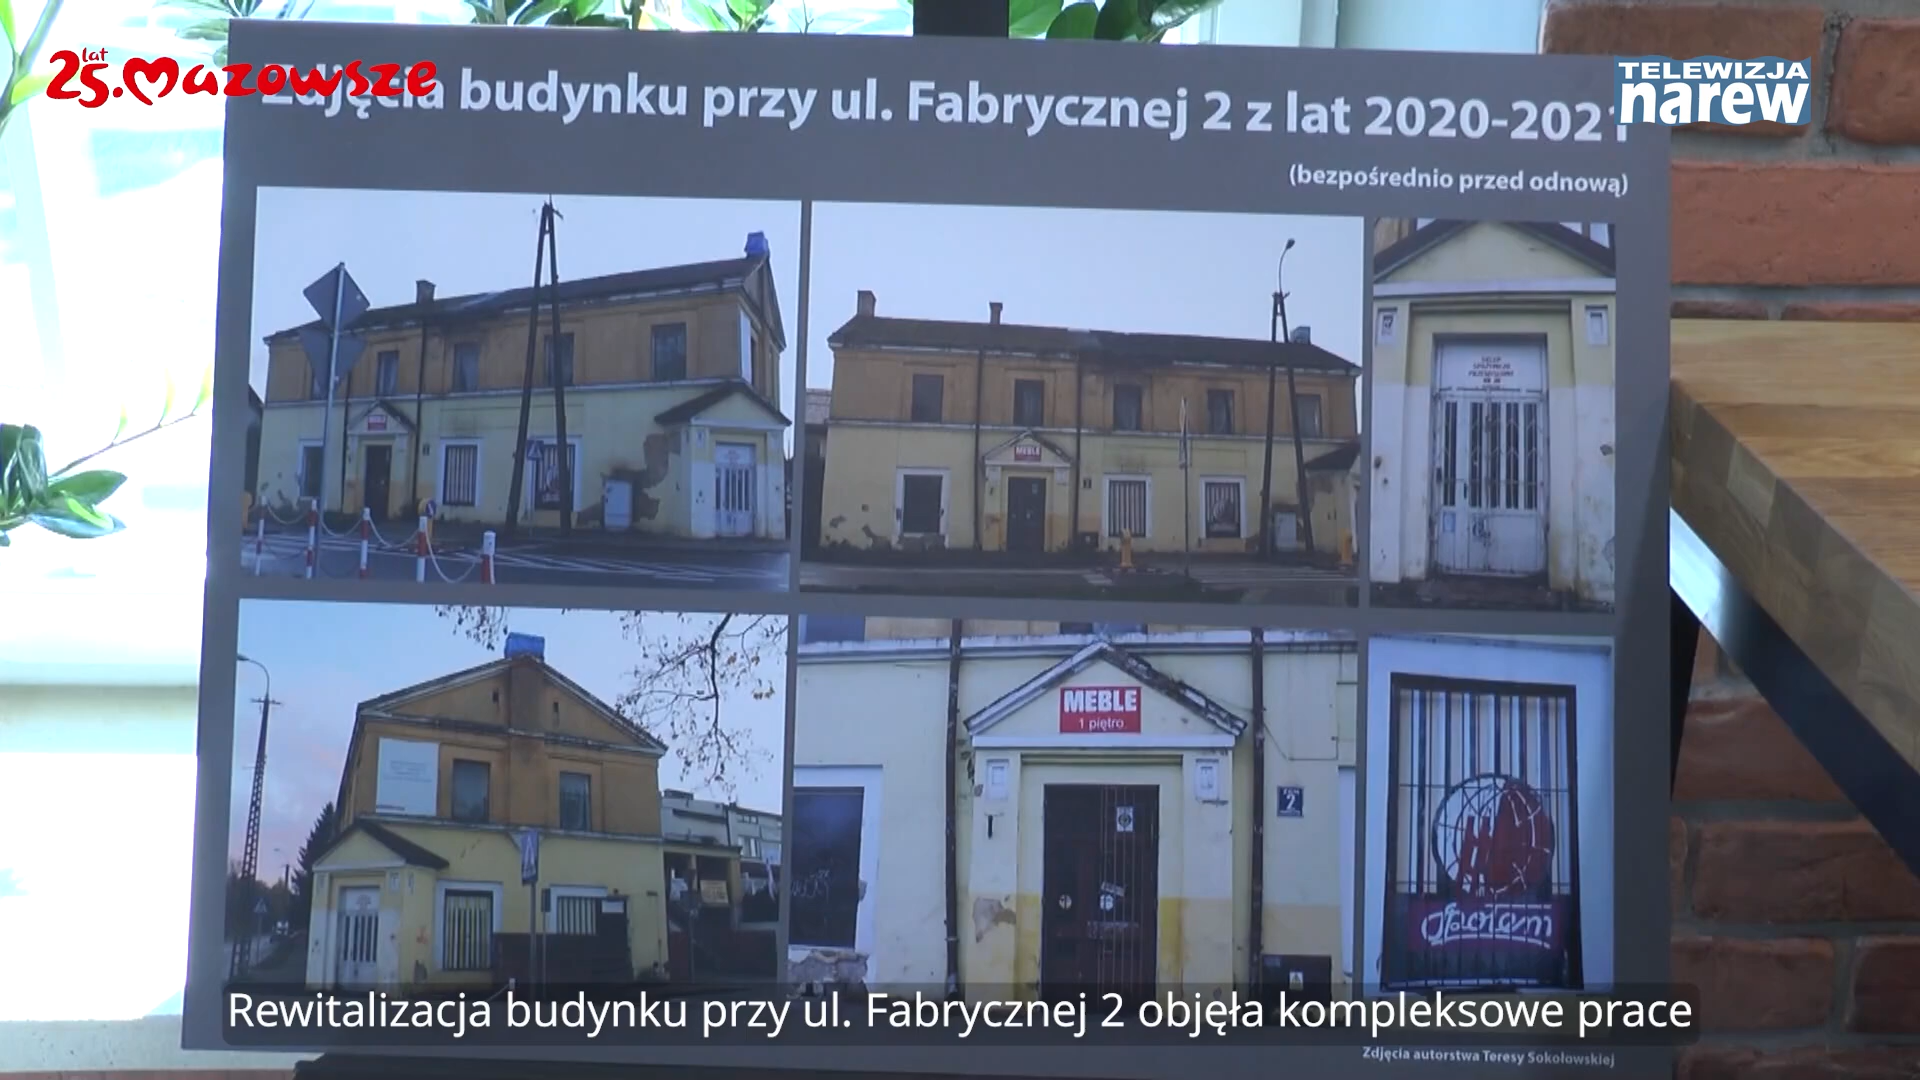 25 lat Mazowsze
TELEWIZJA
narew
Zdjęcia budynku przy ul. Fabrycznej 2 z lat 2020-2021
(bezpośrednio przed odnową)
MEBLE
MEBLE
MEBLE
1 piętro
2
Rewitalizacja budynku przy ul. Fabrycznej 2 objęła kompleksowe prace
Zdjęcia autorstwa Teresy Sokołowskiej